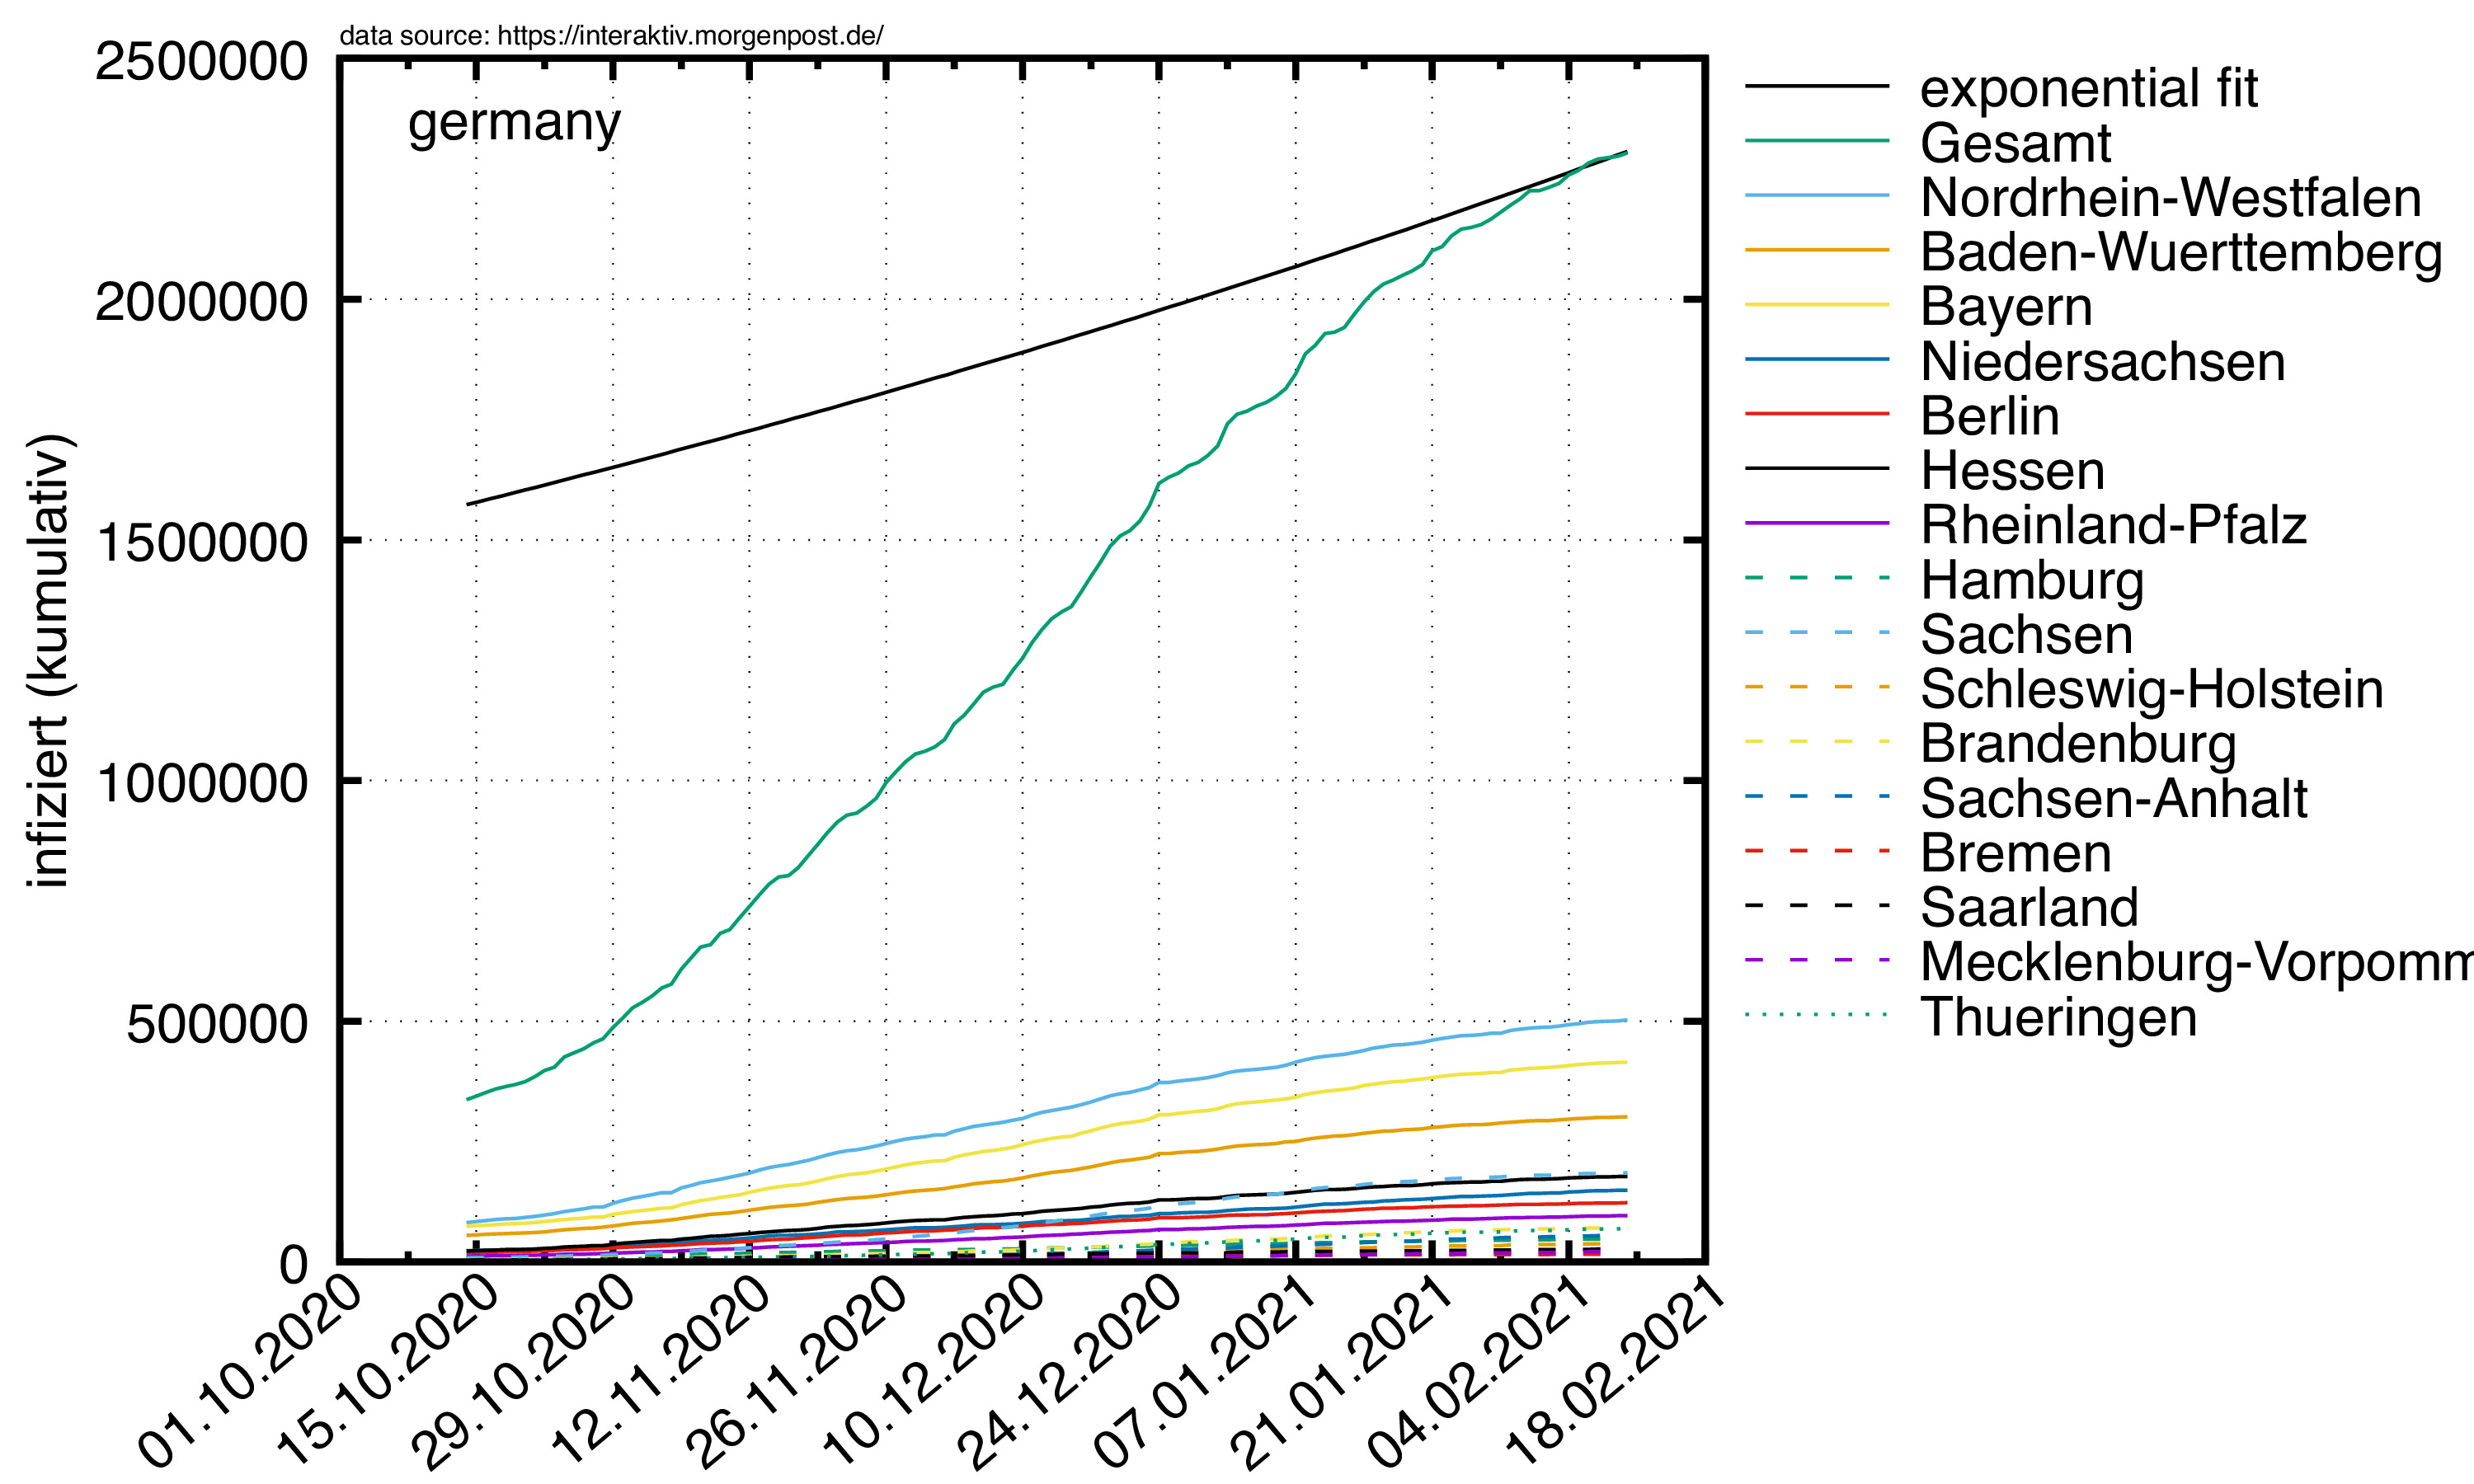 data source: https://interaktiv.morgenpost.de/
germany
infiziert (kumulativ)
2500000
2000000
1500000
1000000
500000
0
01.10.2020
15.10.2020
29.10.2020
12.11.2020
26.11.2020
10.12.2020
24.12.2020
07.01.2021
21.01.2021
04.02.2021
18.02.2021
exponential fit
Gesamt
Nordrhein-Westfalen
Baden-Wuerttemberg
Bayern
Niedersachsen
Berlin
Hessen
Rheinland-Pfalz
Hamburg
Sachsen
Schleswig-Holstein
Brandenburg
Sachsen-Anhalt
Bremen
Saarland
Mecklenburg-Vorpomm
Thueringen